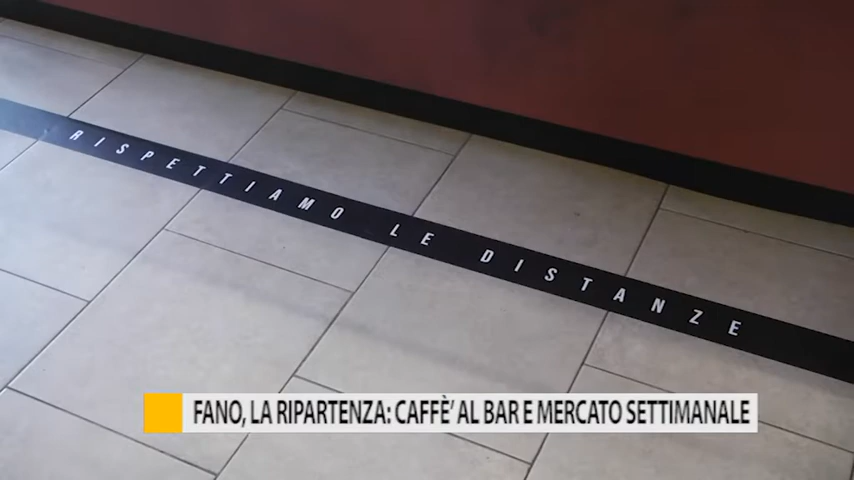 RISPETTIAMO LE DISTANZE
FANO, LA RIPARTENZA: CAFFÈ' AL BAR E MERCATO SETTIMANALE